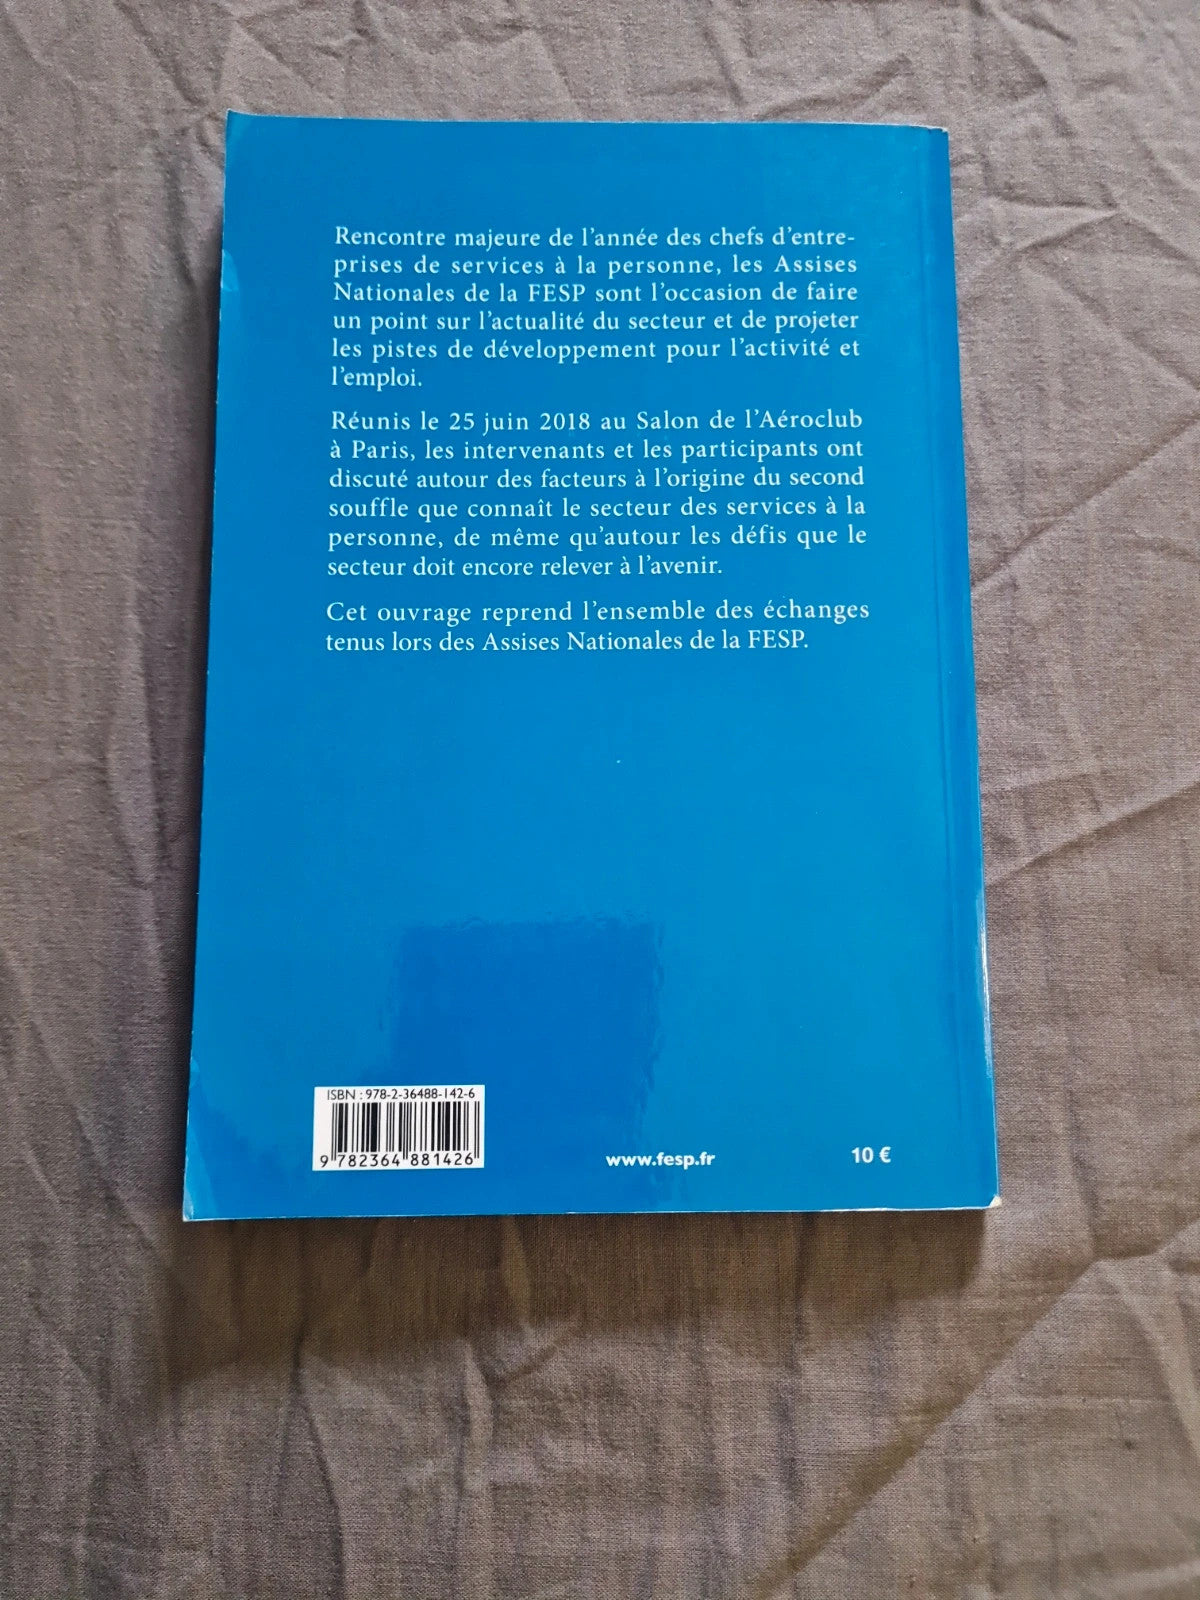 Rencontre majeure de l'année des chefs d'entre-
prises de services à la personne, les Assises
Nationales de la FESP sont l'occasion de faire
un point sur l'actualité du secteur et de projeter
les pistes de développement pour l'activité et
l'emploi.
Réunis le 25 juin 2018 au Salon de l'Aéroclub
à Paris, les intervenants et les participants ont
discuté autour des facteurs à l'origine du second
souffle que connaît le secteur des services à la
personne, de même qu'autour les défis que le
secteur doit encore relever à l'avenir.
Cet ouvrage reprend l'ensemble des échanges
tenus lors des Assises Nationales de la FESP.
ISBN : 978-2-36488-142-6
9 782364 881426
www.fesp.fr
10 €